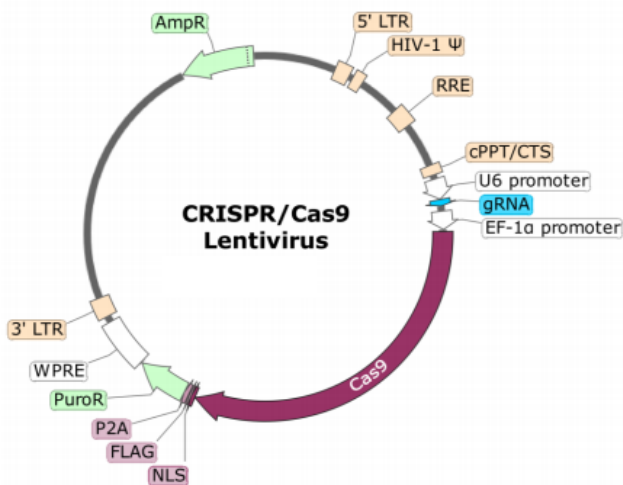 AmpR
5' LTR
HIV-1 Ψ
RRE
cPPT/CTS
U6 promoter
gRNA
EF-1α promoter
CRISPR/Cas9
Lentivirus
Cas9
3' LTR
WPRE
PuroR
P2A
FLAG
NLS